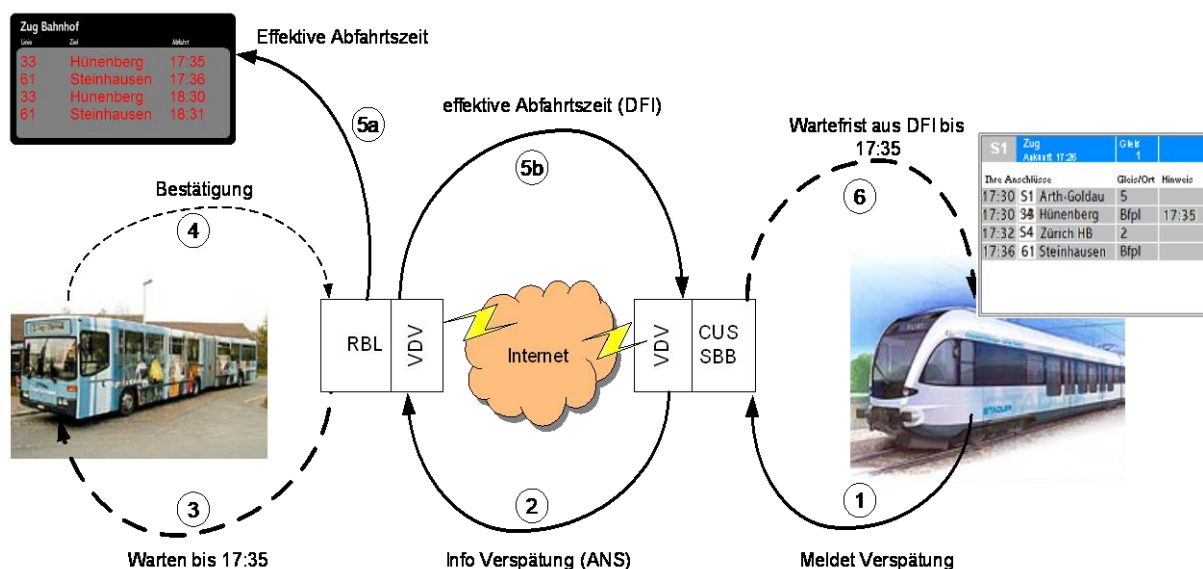 Zug Bahnhof
Linie Ziel Abfahrt
33 Hünenberg 17:35
61 Steinhausen 17:36
33 Hünenberg 18:30
61 Steinhausen 18:31
Effektive Abfahrtszeit
5a
effektive Abfahrtszeit (DFI)
5b
Wartefrist aus DFI bis
17:35
6
S1 Zug Gleis
Ankunft 17:26 1
Ihre Anschlüsse Gleis/Ort Hinweis
17:30 S1 Arth-Goldau 5
17:30 33 Hünenberg Bfpl 17:35
17:32 S4 Zürich HB 2
17:36 61 Steinhausen Bfpl
Bestätigung
4
RBL
VDV
Internet
VDV
CUS
SBB
STADLER
3
2
1
Warten bis 17:35
Info Verspätung (ANS)
Meldet Verspätung